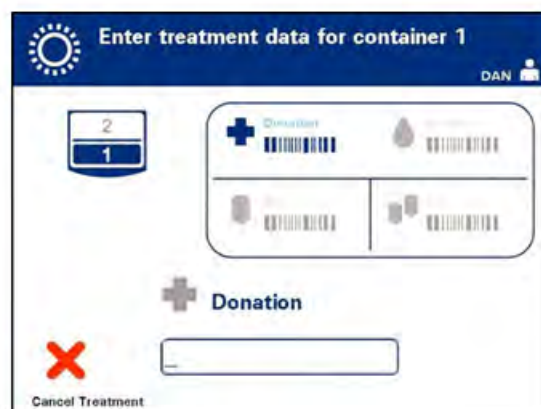 Enter treatment data for container 1
DAN
2
1
Donation
Donation
Cancel Treatment